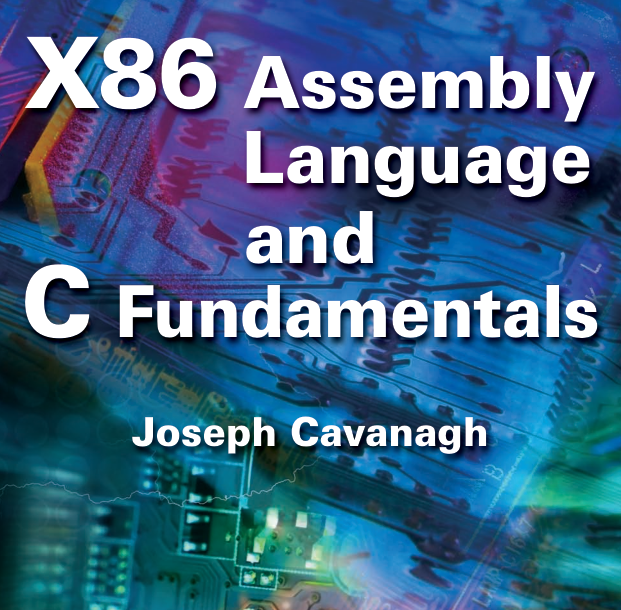 X86 Assembly
Language
and
C Fundamentals
Joseph Cavanagh